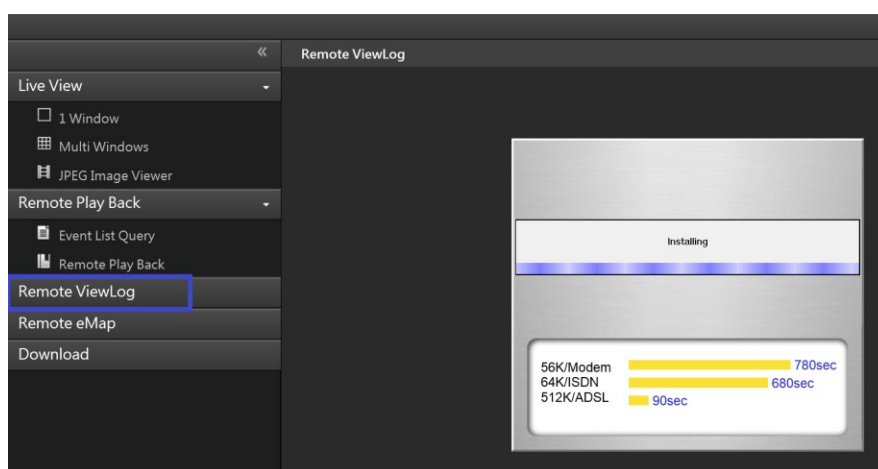 «
Remote ViewLog
Live View
1 Window
Multi Windows
JPEG Image Viewer
Remote Play Back
Event List Query
Remote Play Back
Remote ViewLog
Remote eMap
Download
Installing
56K/Modem 780sec
64K/ISDN 680sec
512K/ADSL 90sec